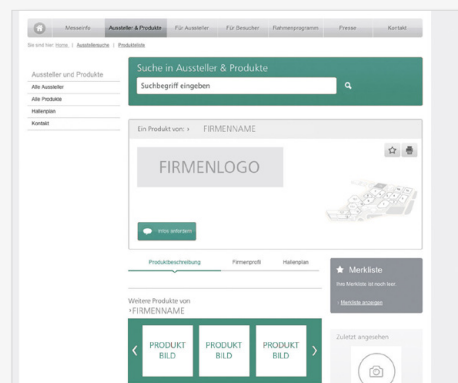 Messeinfo Aussteller & Produkte Für Aussteller Für Besucher Rahmenprogramm Presse Kontakt
Sie sind hier: Home | Ausstellersuche | Produktliste
Aussteller und Produkte
Alle Aussteller
Alle Produkte
Hallenplan
Kontakt
Suche in Aussteller & Produkte
Suchbegriff eingeben
Ein Produkt von: › FIRMENNAME
FIRMENLOGO
Infos anfordern
Produktbeschreibung Firmenprofil Hallenplan
Weitere Produkte von
›FIRMENNAME
PRODUKT BILD
PRODUKT BILD
PRODUKT BILD
Merkliste
Ihre Merkliste ist noch leer.
› Merkliste anzeigen
Zuletzt angesehen